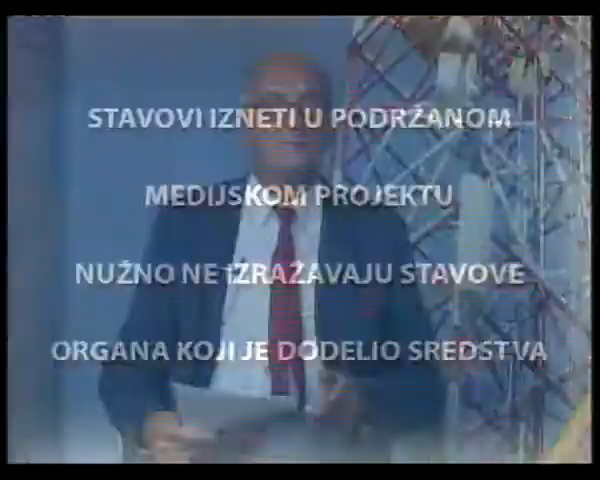 STAVOVI IZNETI U PODRŽANOM
MEDIJSKOM PROJEKTU
NUŽNO NE IZRAŽAVAJU STAVOVE
ORGANA KOJI JE DODELIO SREDSTVA